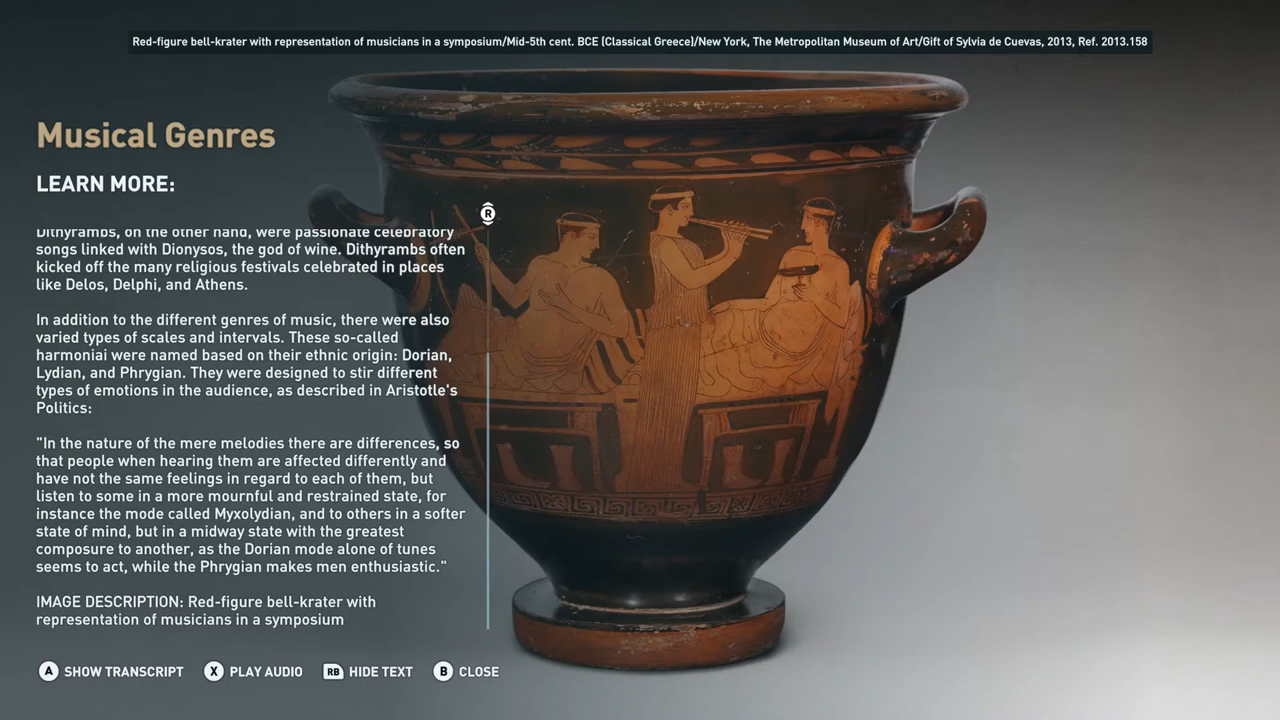 Red-figure bell-krater with representation of musicians in a symposium/Mid-5th cent. BCE (Classical Greece)/New York, The Metropolitan Museum of Art/Gift of Sylvia de Cuevas, 2013, Ref. 2013.158
Musical Genres
LEARN MORE:
R
Dithyrambs, on the other hand, were passionate celebratory
songs linked with Dionysos, the god of wine. Dithyrambs often
kicked off the many religious festivals celebrated in places
like Delos, Delphi, and Athens.
In addition to the different genres of music, there were also
varied types of scales and intervals. These so-called
harmoniai were named based on their ethnic origin: Dorian,
Lydian, and Phrygian. They were designed to stir different
types of emotions in the audience, as described in Aristotle's
Politics:
"In the nature of the mere melodies there are differences, so
that people when hearing them are affected differently and
have not the same feelings in regard to each of them, but
listen to some in a more mournful and restrained state, for
instance the mode called Myxolydian, and to others in a softer
state of mind, but in a midway state with the greatest
composure to another, as the Dorian mode alone of tunes
seems to act, while the Phrygian makes men enthusiastic."
IMAGE DESCRIPTION: Red-figure bell-krater with
representation of musicians in a symposium
A SHOW TRANSCRIPT X PLAY AUDIO RB HIDE TEXT B CLOSE